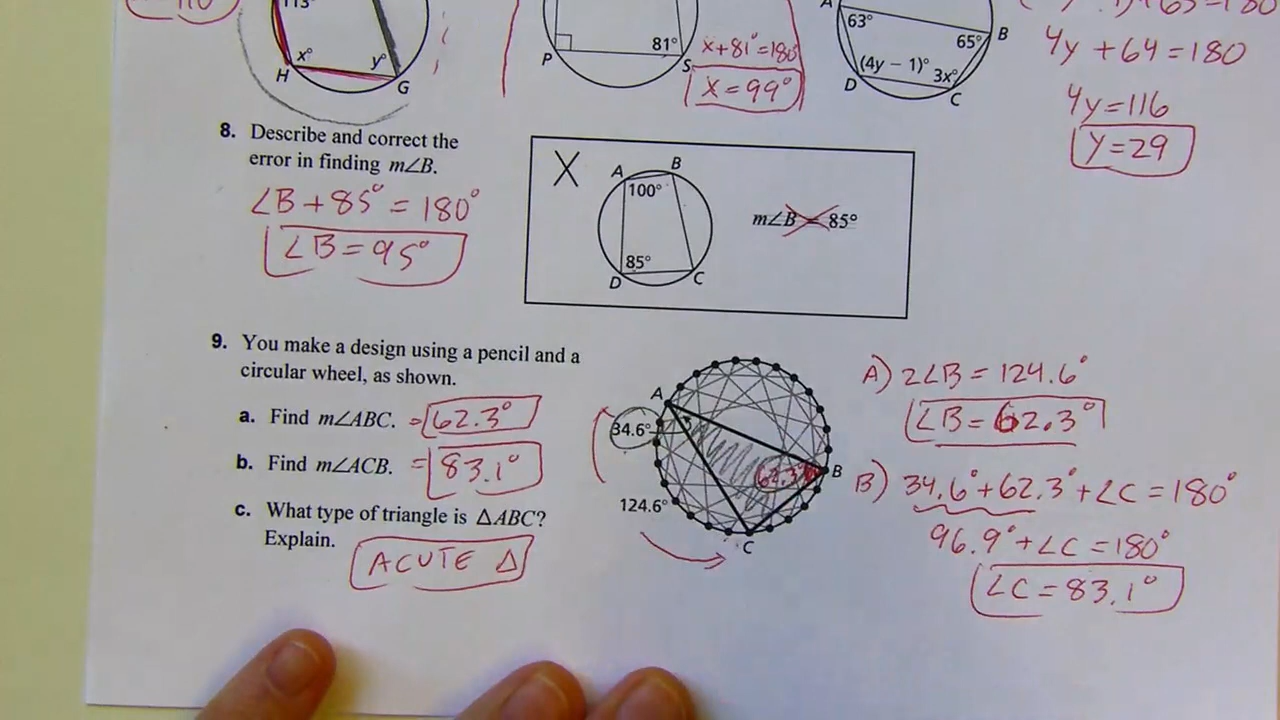 113°
x°
y°
H
G
P
81°
S
x+81°=180°
x=99°
A
63°
65°
B
(4y − 1)°
3x°
D
C
4y+64=180
4y=116
y=29
8. Describe and correct the
error in finding m∠B.
∠B+85°=180°
∠B=95°
X
A
B
100°
85°
D
C
m∠B = 85°
9. You make a design using a pencil and a
circular wheel, as shown.
a. Find m∠ABC. =62.3°
b. Find m∠ACB. =83.1°
c. What type of triangle is △ABC?
Explain.
ACUTE △
A
34.6°
62.3°
B
124.6°
C
A) 2∠B=124.6°
∠B=62.3°
B) 34.6°+62.3°+∠C=180°
96.9°+∠C=180°
∠C=83.1°